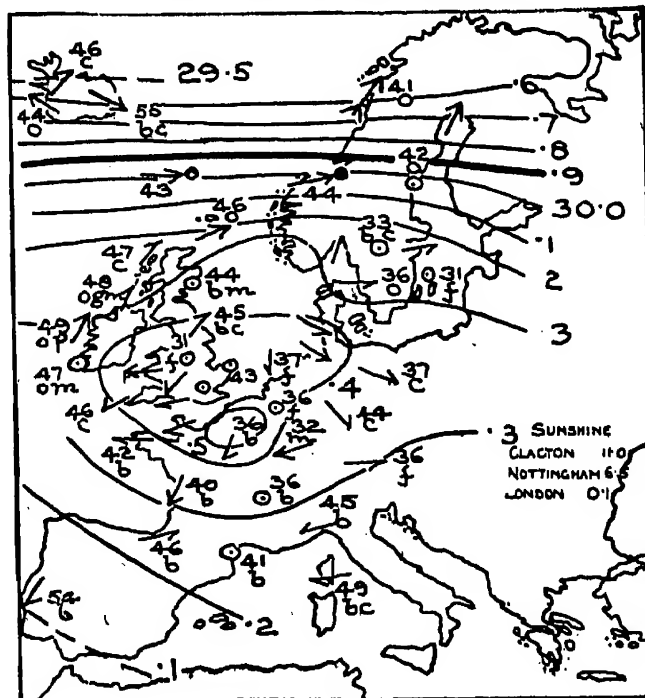 46
c
29.5
44
o
55
bc
41
.6
.7
.8
42
.9
43
44
30.0
46
.1
47
c
33
bc
2
48
ogm
44
bm
36
o
31
f
3
45
bc
49
op
31
f
37
f
37
c
47
om
43
.4
36
f
44
c
46
c
36
b
32
m
.3 SUNSHINE
CLACTON 11.0
NOTTINGHAM 6.5
LONDON 0.1
42
b
.5
36
f
40
b
36
b
45
b
46
b
41
b
49
bc
54
.2
.1